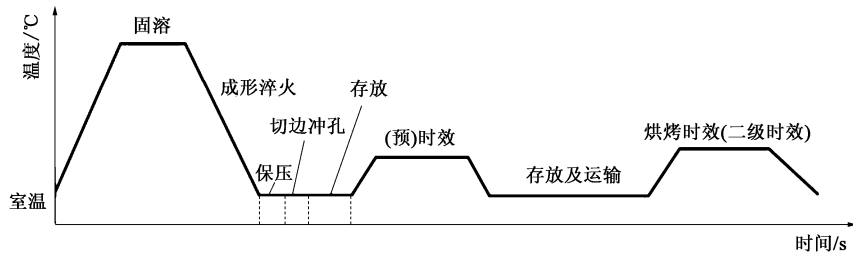 温度/℃
固溶
成形淬火
存放
切边冲孔
保压
(预)时效
存放及运输
烘烤时效(二级时效)
室温
时间/s